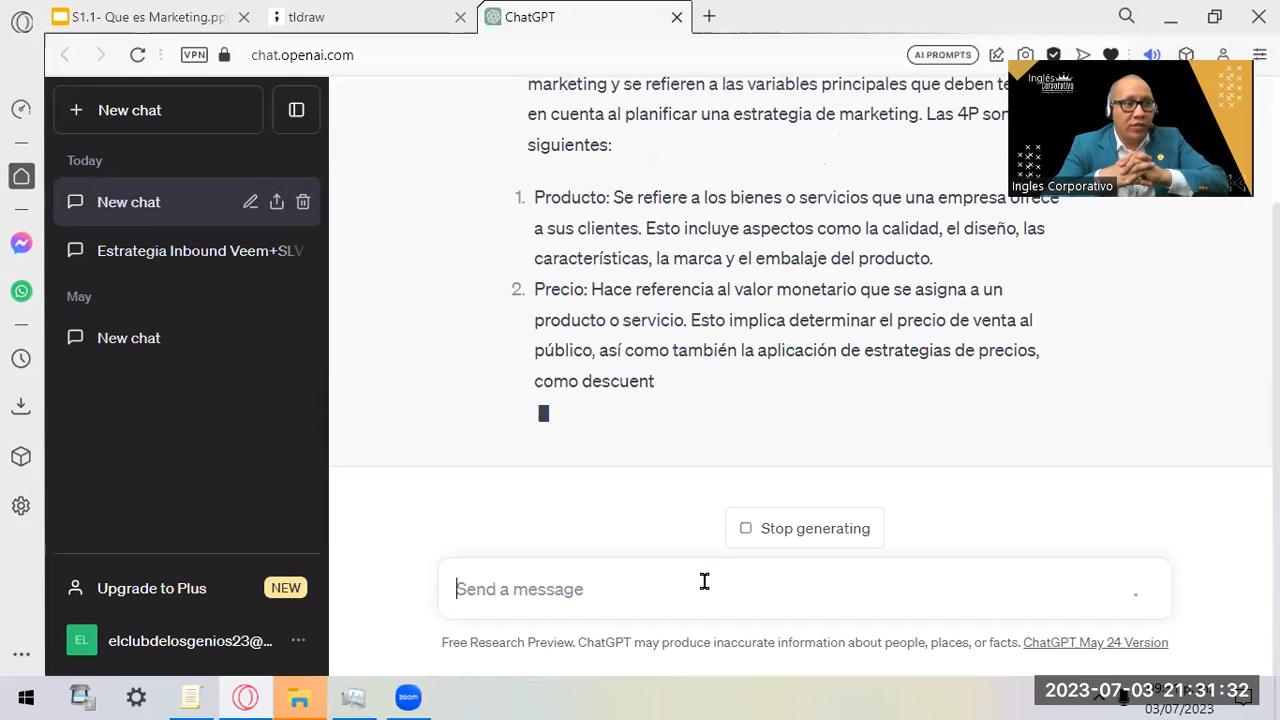 S1.1- Que es Marketing.pp
tldraw
ChatGPT
VPN
chat.openai.com
AI PROMPTS
New chat
Today
New chat
Estrategia Inbound Veem+SLV
May
New chat
Upgrade to Plus
NEW
EL
elclubdelosgenios23@...
marketing y se refieren a las variables principales que deben
en cuenta al planificar una estrategia de marketing. Las 4P son
siguientes:
1. Producto: Se refiere a los bienes o servicios que una empresa ofrece
a sus clientes. Esto incluye aspectos como la calidad, el diseño, las
características, la marca y el embalaje del producto.
2. Precio: Hace referencia al valor monetario que se asigna a un
producto o servicio. Esto implica determinar el precio de venta al
público, así como también la aplicación de estrategias de precios,
como descuent
Inglés
Corporativo
Ingles Corporativo
Stop generating
Send a message
Free Research Preview. ChatGPT may produce inaccurate information about people, places, or facts. ChatGPT May 24 Version
zoom
2023-07-03 21:31:32
03/07/2023